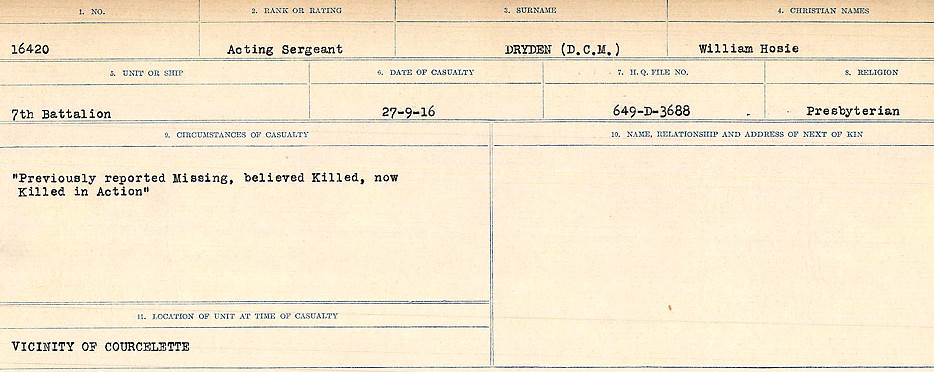 1. NO.
2. RANK OR RATING
3. SURNAME
4. CHRISTIAN NAMES
16420
Acting Sergeant
DRYDEN (D.C.M.)
William Hosie
5. UNIT OR SHIP
6. DATE OF CASUALTY
7. H. Q. FILE NO.
8. RELIGION
7th Battalion
27-9-16
649-D-3688
Presbyterian
9. CIRCUMSTANCES OF CASUALTY
10. NAME, RELATIONSHIP AND ADDRESS OF NEXT OF KIN
"Previously reported Missing, believed Killed, now
Killed in Action"
11. LOCATION OF UNIT AT TIME OF CASUALTY
VICINITY OF COURCELETTE